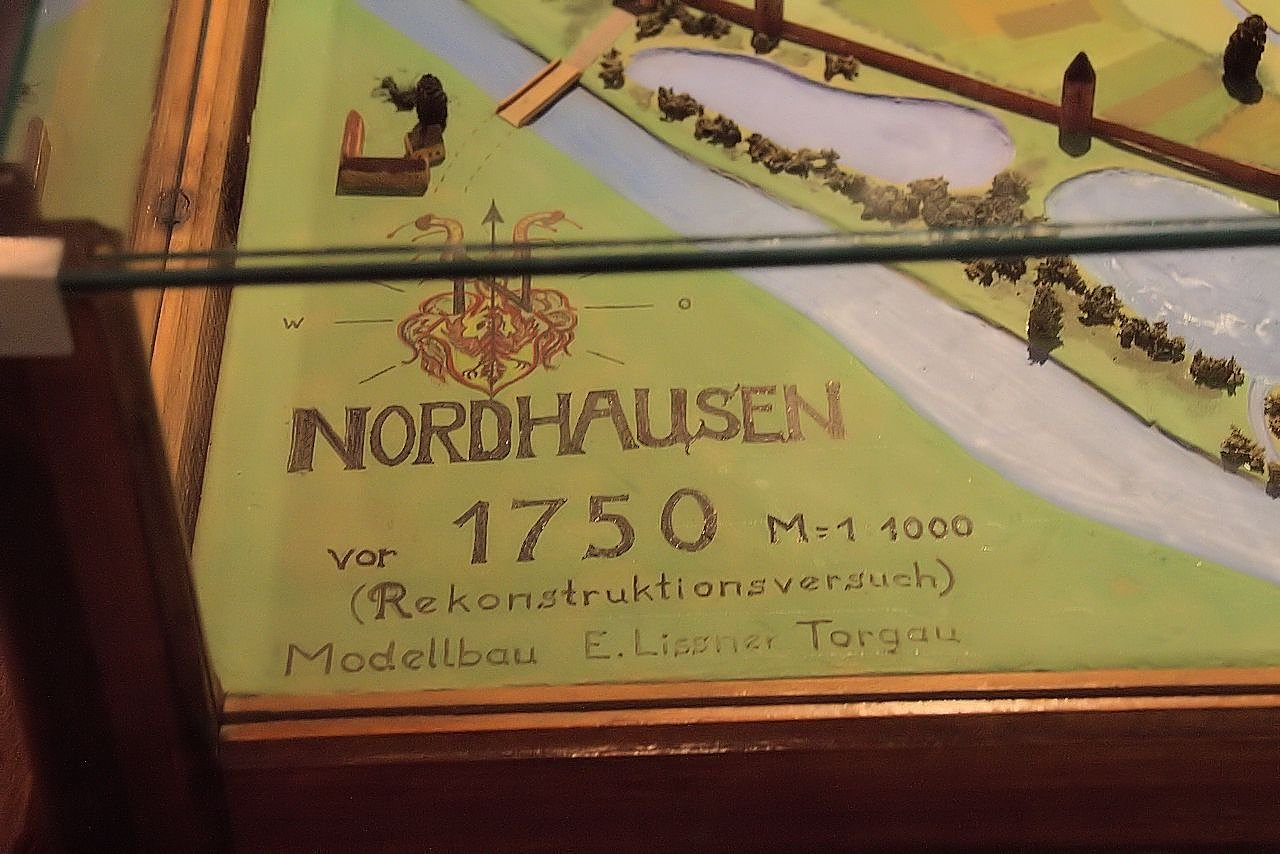 W O
NORDHAUSEN
vor 1750 M=1:1000
(Rekonstruktionsversuch)
Modellbau E. Lissner Torgau